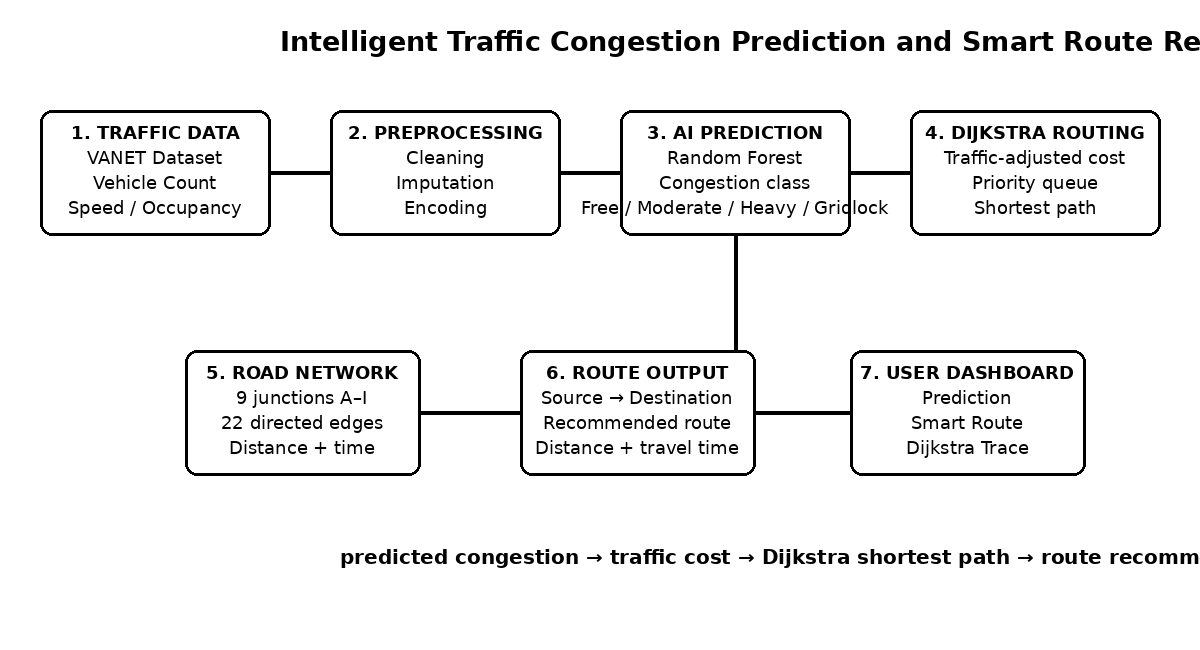 Intelligent Traffic Congestion Prediction and Smart Route Re
1. TRAFFIC DATA
VANET Dataset
Vehicle Count
Speed / Occupancy
2. PREPROCESSING
Cleaning
Imputation
Encoding
3. AI PREDICTION
Random Forest
Congestion class
Free / Moderate / Heavy / Gridlock
4. DIJKSTRA ROUTING
Traffic-adjusted cost
Priority queue
Shortest path
5. ROAD NETWORK
9 junctions A–I
22 directed edges
Distance + time
6. ROUTE OUTPUT
Source → Destination
Recommended route
Distance + travel time
7. USER DASHBOARD
Prediction
Smart Route
Dijkstra Trace
predicted congestion → traffic cost → Dijkstra shortest path → route recomm